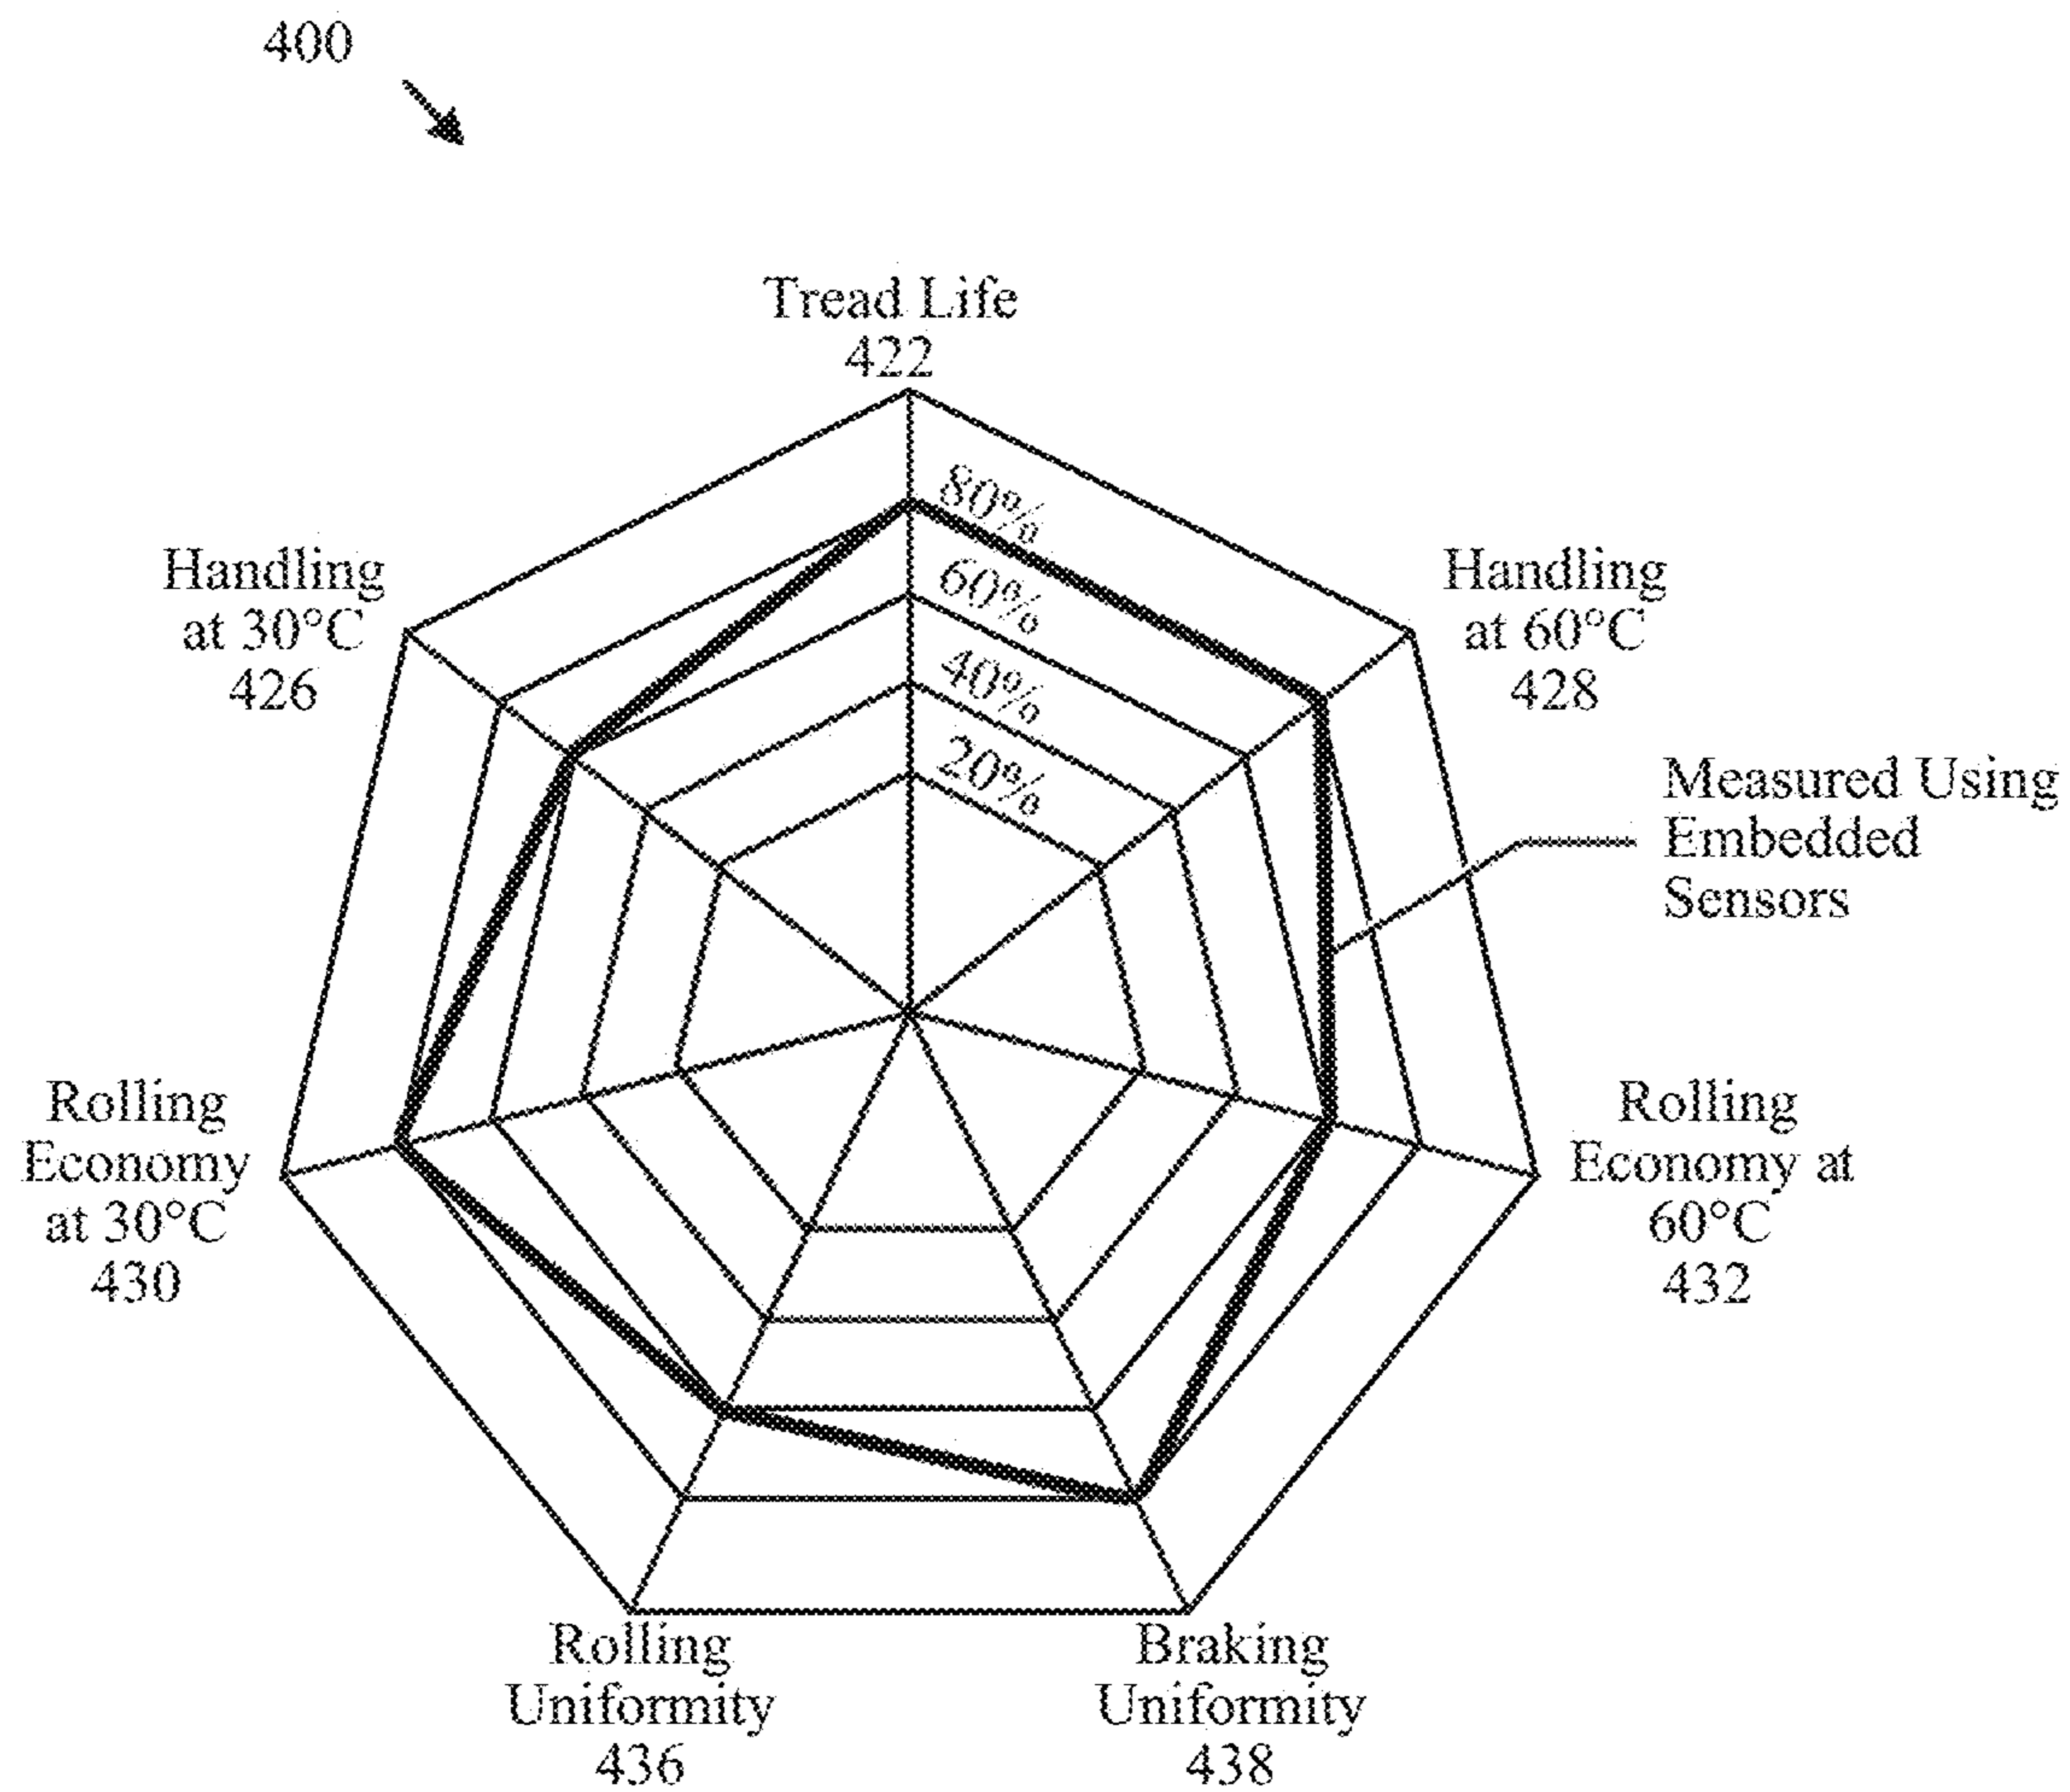 400
Tread Life
422
80%
60%
40%
20%
Handling
at 30°C
426
Handling
at 60°C
428
Measured Using
Embedded
Sensors
Rolling
Economy
at 30°C
430
Rolling
Economy at
60°C
432
Rolling
Uniformity
436
Braking
Uniformity
438